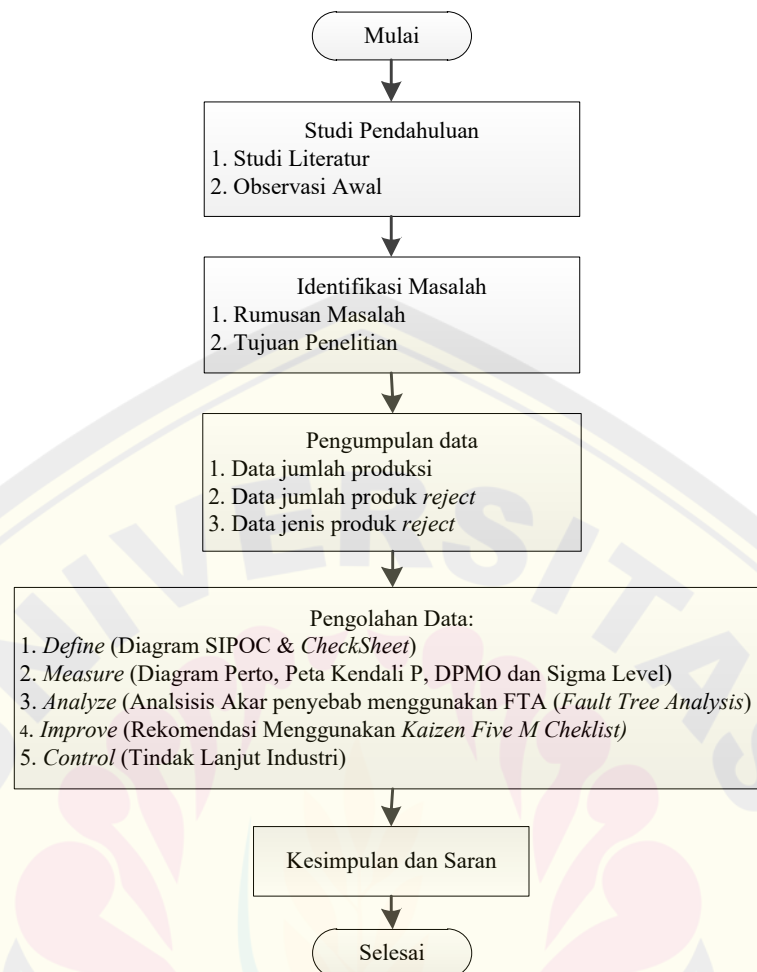 Mulai
Studi Pendahuluan
1. Studi Literatur
2. Observasi Awal
Identifikasi Masalah
1. Rumusan Masalah
2. Tujuan Penelitian
Pengumpulan data
1. Data jumlah produksi
2. Data jumlah produk reject
3. Data jenis produk reject
Pengolahan Data:
1. Define (Diagram SIPOC & CheckSheet)
2. Measure (Diagram Perto, Peta Kendali P, DPMO dan Sigma Level)
3. Analyze (Analsisis Akar penyebab menggunakan FTA (Fault Tree Analysis)
4. Improve (Rekomendasi Menggunakan Kaizen Five M Cheklist)
5. Control (Tindak Lanjut Industri)
Kesimpulan dan Saran
Selesai
UNIVERSITAS